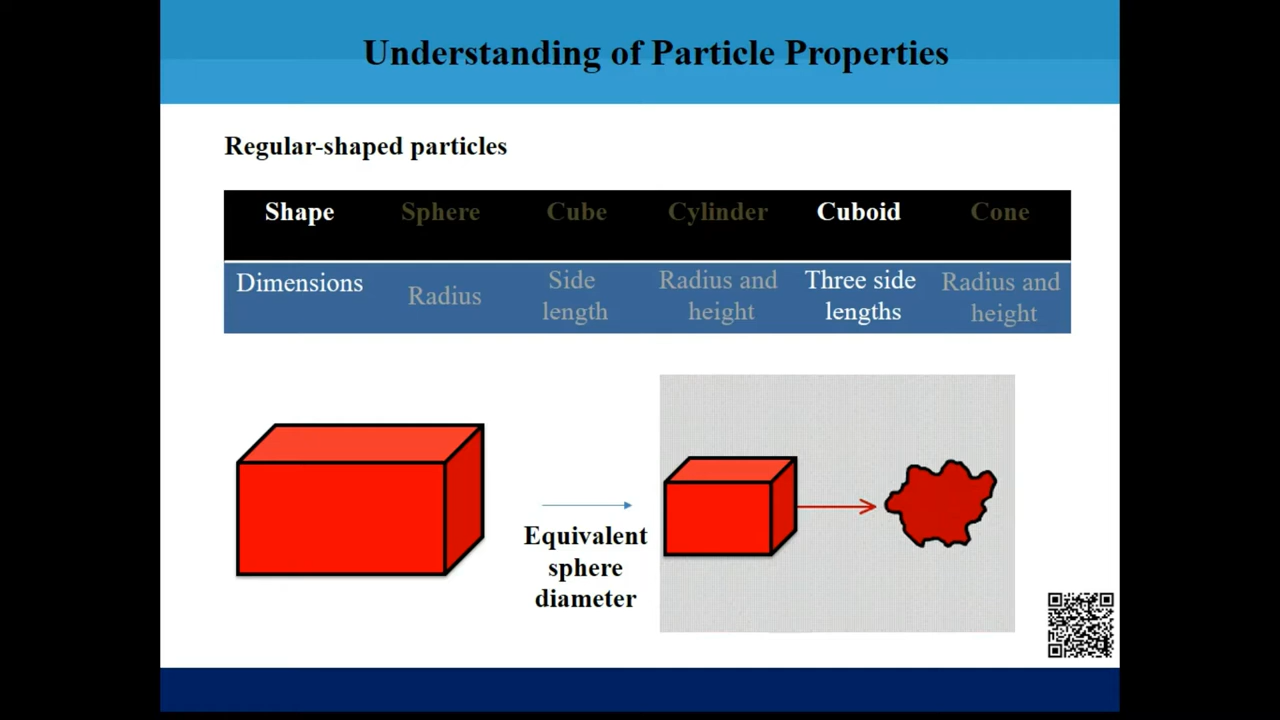 Understanding of Particle Properties
Regular-shaped particles
Shape Sphere Cube Cylinder Cuboid Cone
Dimensions Radius Side length Radius and height Three side lengths Radius and height
Equivalent
sphere
diameter